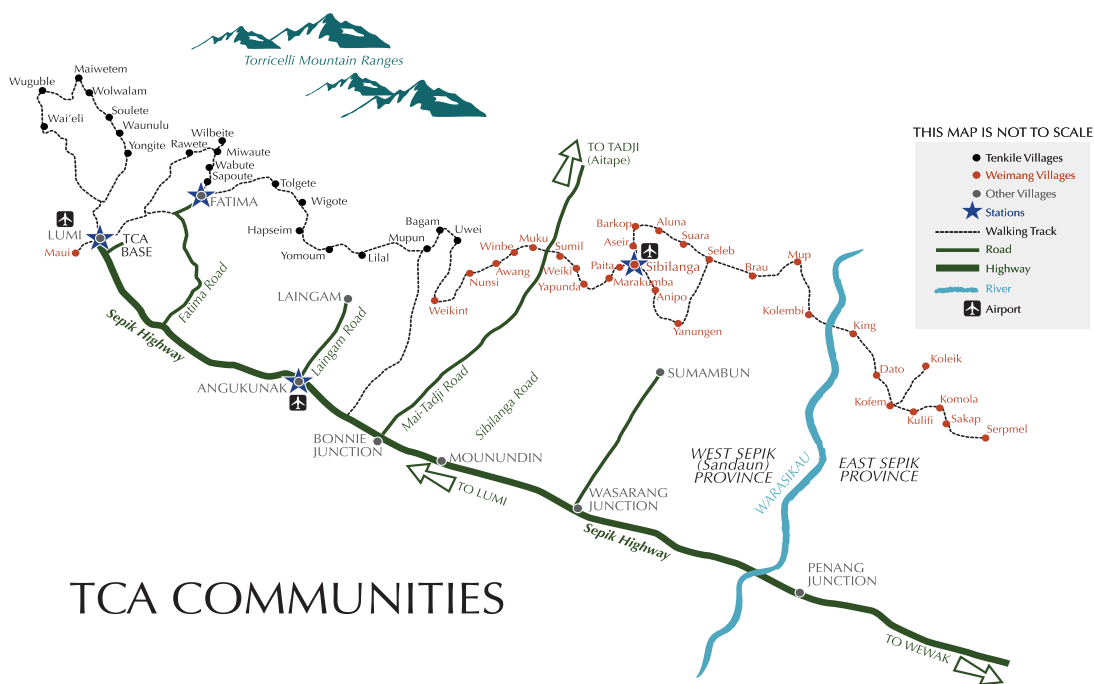 Torricelli Mountain Ranges
Maiwetem
Wuguble
Wolwalam
Soulete
Wai'eli
Waunulu
Yongite
Wilbeite
Rawete
Miwaute
Wabute
Sapoute
FATIMA
Tolgete
Wigote
Hapseim
Yomoum
Lilal
Mupun
Bagam
Uwei
LUMI
TCA
BASE
Maui
Fatima Road
Sepik Highway
LAINGAM
Laingam Road
ANGUKUNAK
TO TADJI
(Aitape)
Weikint
Nunsi
Awang
Winbe
Muku
Sumil
Weiki
Yapunda
Paita
Marakumba
Aseir
Barkop
Aluna
Suara
Seleb
Sibilanga
Anipo
Yanungen
Brau
Mup
Kolembi
King
Dato
Koleik
Kofem
Kulifi
Komola
Sakap
Serpmel
Mai-Tadji Road
Sibilanga Road
SUMAMBUN
BONNIE
JUNCTION
MOUNUNDIN
TO LUMI
WASARANG
JUNCTION
Sepik Highway
WEST SEPIK
(Sandaun)
PROVINCE
WARASIKAU
EAST SEPIK
PROVINCE
PENANG
JUNCTION
TO WEWAK
THIS MAP IS NOT TO SCALE
Tenkile Villages
Weimang Villages
Other Villages
Stations
Walking Track
Road
Highway
River
Airport
TCA COMMUNITIES